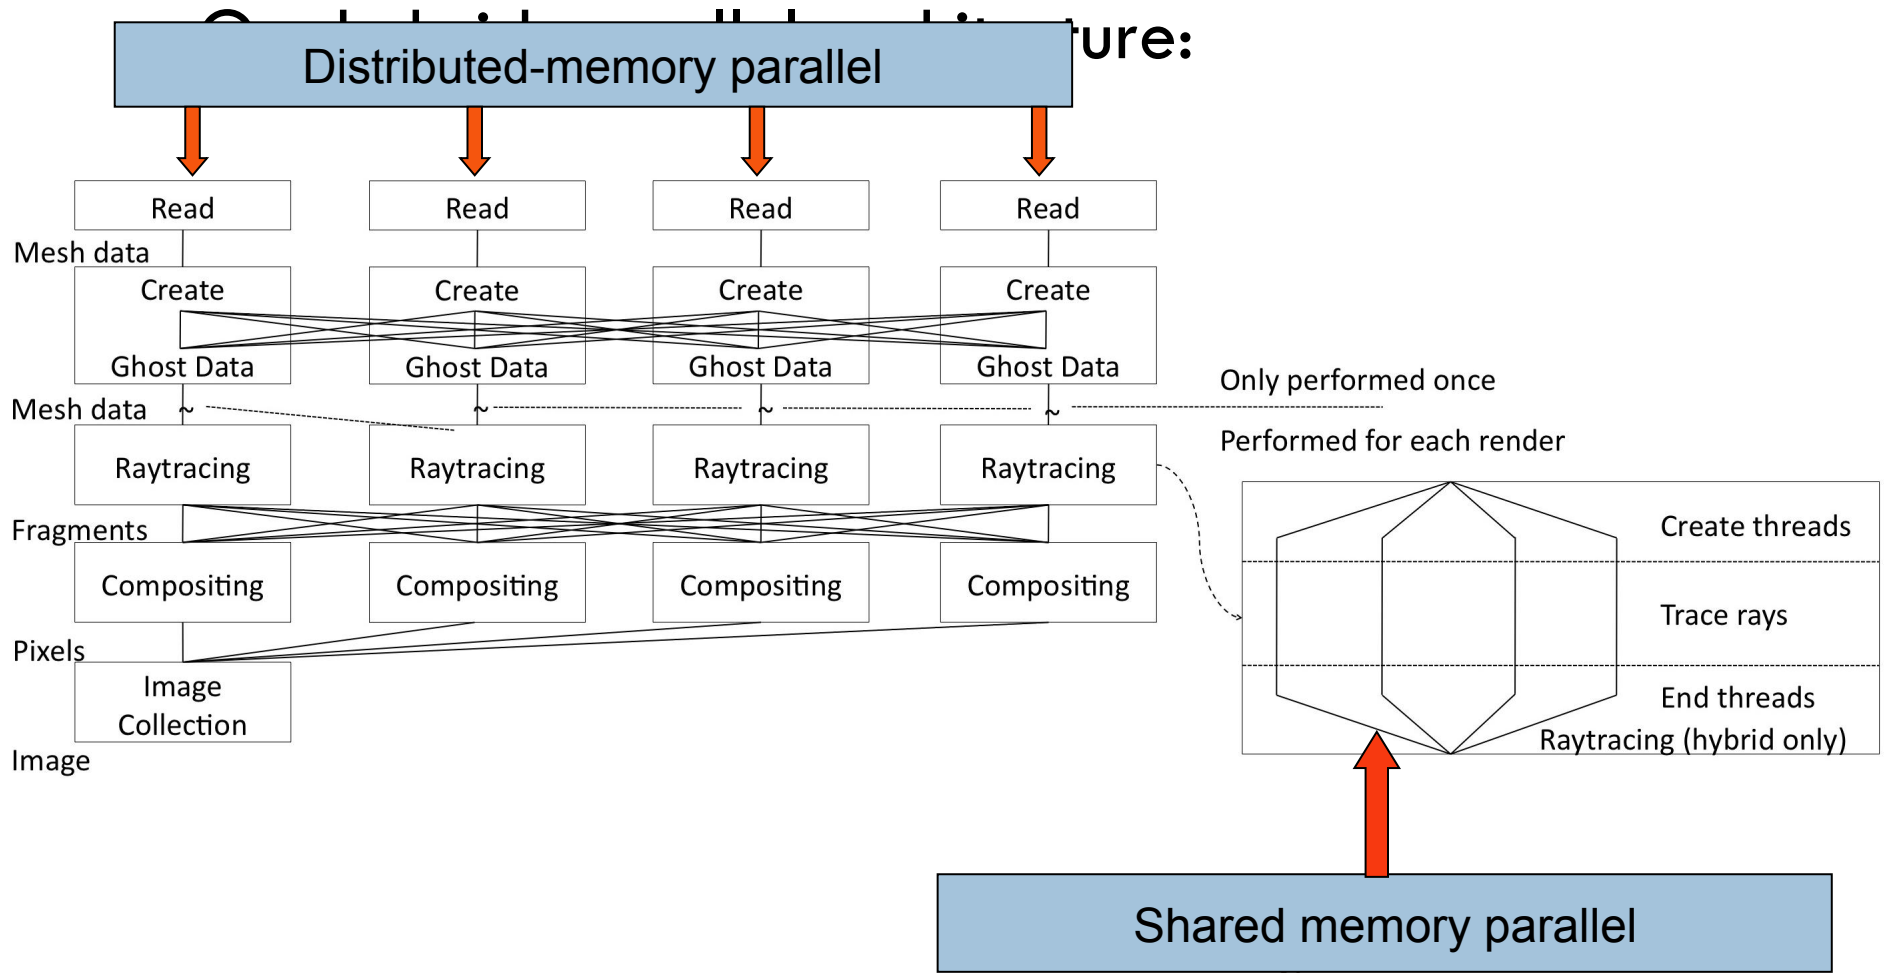 ture:
Distributed-memory parallel
Read Read Read Read
Mesh data
Create Create Create Create
Ghost Data Ghost Data Ghost Data Ghost Data
Only performed once
Mesh data ~ ~ ~ ~
Performed for each render
Raytracing Raytracing Raytracing Raytracing
Fragments
Create threads
Compositing Compositing Compositing Compositing
Trace rays
Pixels
Image
Collection
End threads
Raytracing (hybrid only)
Image
Shared memory parallel